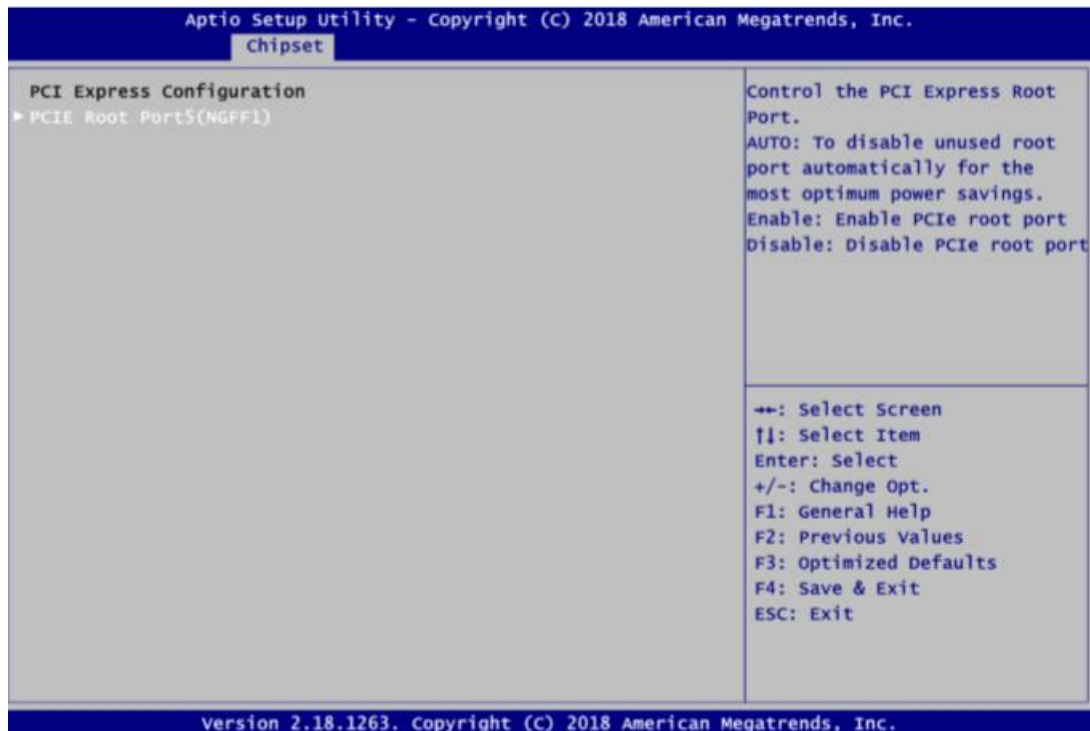 Aptio Setup Utility - Copyright (C) 2018 American Megatrends, Inc.
Chipset
PCI Express Configuration
▶ PCIE Root Port5(NGFF1)
Control the PCI Express Root
Port.
AUTO: To disable unused root
port automatically for the
most optimum power savings.
Enable: Enable PCIe root port
Disable: Disable PCIe root port
→←: Select Screen
↑↓: Select Item
Enter: Select
+/-: Change Opt.
F1: General Help
F2: Previous Values
F3: Optimized Defaults
F4: Save & Exit
ESC: Exit
Version 2.18.1263. Copyright (C) 2018 American Megatrends, Inc.